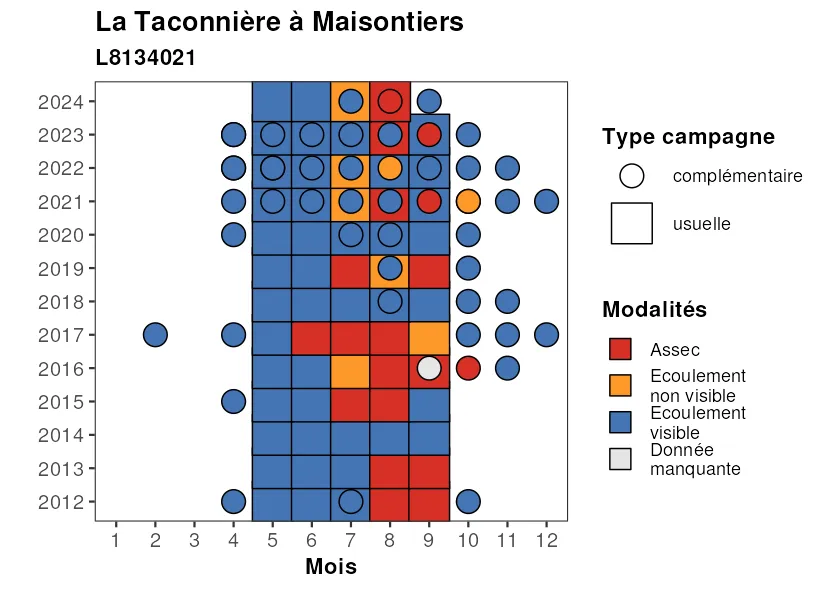 La Taconnière à Maisontiers
L8134021
2024
2023
2022
2021
2020
2019
2018
2017
2016
2015
2014
2013
2012
1 2 3 4 5 6 7 8 9 10 11 12
Mois
Type campagne
complémentaire
usuelle
Modalités
Assec
Ecoulement
non visible
Ecoulement
visible
Donnée
manquante